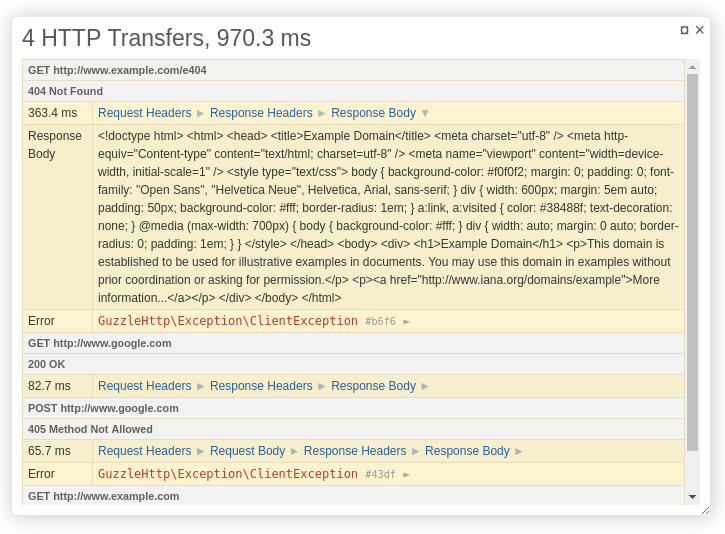 4 HTTP Transfers, 970.3 ms
¤ ×
GET http://www.example.com/e404
404 Not Found
363.4 ms Request Headers ► Response Headers ► Response Body ▼
Response Body
<!doctype html> <html> <head> <title>Example Domain</title> <meta charset="utf-8" /> <meta http-
equiv="Content-type" content="text/html; charset=utf-8" /> <meta name="viewport" content="width=device-
width, initial-scale=1" /> <style type="text/css"> body { background-color: #f0f0f2; margin: 0; padding: 0; font-
family: "Open Sans", "Helvetica Neue", Helvetica, Arial, sans-serif; } div { width: 600px; margin: 5em auto;
padding: 50px; background-color: #fff; border-radius: 1em; } a:link, a:visited { color: #38488f; text-decoration:
none; } @media (max-width: 700px) { body { background-color: #fff; } div { width: auto; margin: 0 auto; border-
radius: 0; padding: 1em; } } </style> </head> <body> <div> <h1>Example Domain</h1> <p>This domain is
established to be used for illustrative examples in documents. You may use this domain in examples without
prior coordination or asking for permission.</p> <p><a href="http://www.iana.org/domains/example">More
information...</a></p> </div> </body> </html>
Error GuzzleHttp\Exception\ClientException #b6f6 ►
GET http://www.google.com
200 OK
82.7 ms Request Headers ► Response Headers ► Response Body ►
POST http://www.google.com
405 Method Not Allowed
65.7 ms Request Headers ► Request Body ► Response Headers ► Response Body ►
Error GuzzleHttp\Exception\ClientException #43df ►
GET http://www.example.com